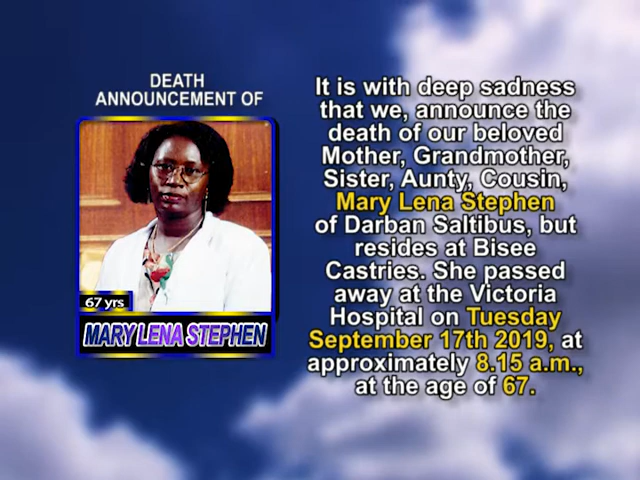 DEATH
ANNOUNCEMENT OF
67 yrs
MARY LENA STEPHEN
It is with deep sadness
that we, announce the
death of our beloved
Mother, Grandmother,
Sister, Aunty, Cousin,
Mary Lena Stephen
of Darban Saltibus, but
resides at Bisee
Castries. She passed
away at the Victoria
Hospital on Tuesday
September 17th 2019, at
approximately 8.15 a.m.,
at the age of 67.